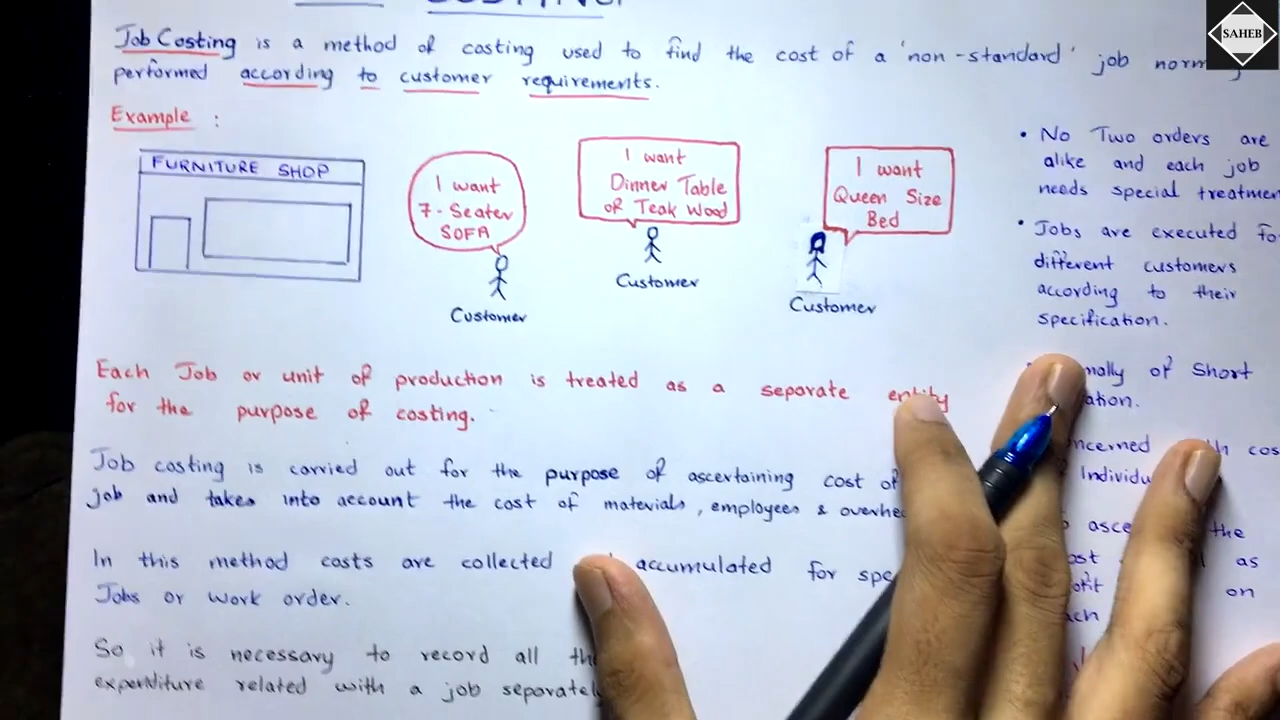 COSTING
Job Costing is a method of costing used to find the cost of a 'non-standard' job
performed according to customer requirements.
Example :
FURNITURE SHOP
I want
7-Seater
SOFA
Customer
I want
Dinner Table
of Teak Wood
Customer
I want
Queen Size
Bed
Customer
Each Job or unit of production is treated as a separate entity
for the purpose of costing.
Job costing is carried out for the purpose of ascertaining cost of
job and takes into account the cost of materials, employees &
In this method costs are collected accumulated for
Jobs or work order.
So it is necessary to record all
expenditure related with a job
• No Two orders are
alike and each job
needs special
• Jobs are executed
different customers
according to their
specification.
of Short
the
as
on
SAHEB